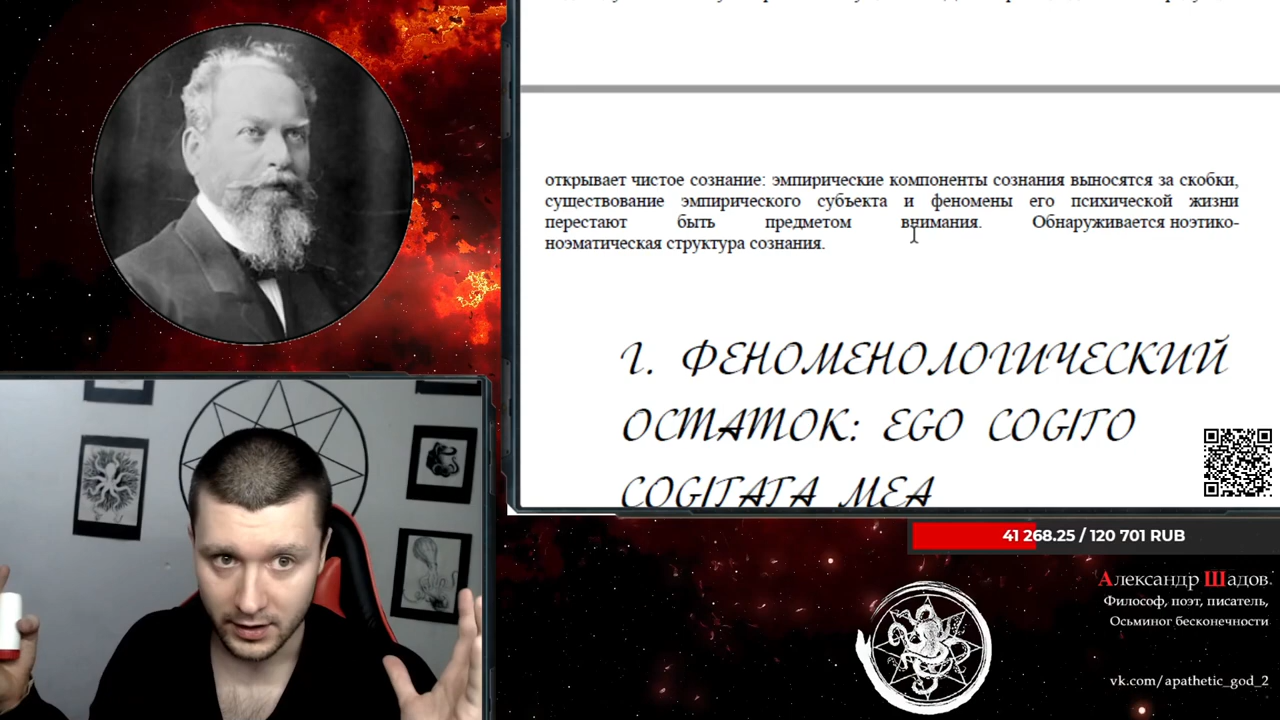 открывает чистое сознание: эмпирические компоненты сознания выносятся за скобки,
существование эмпирического субъекта и феномены его психической жизни
перестают быть предметом внимания. Обнаруживается ноэтико-
ноэматическая структура сознания.
Г. ФЕНОМЕНОЛОГИЧЕСКИЙ
ОСТАТОК: EGO COGITO
COGITATA MEA
41 268.25 / 120 701 RUB
Александр Шадов
Философ, поэт, писатель,
Осьминог бесконечности
vk.com/apathetic_god_2